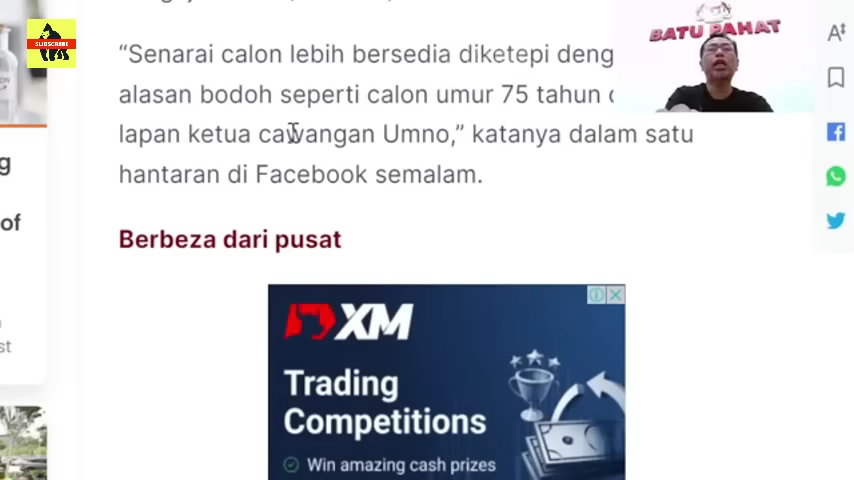 SUBSCRIBE
BATU PAHAT
“Senarai calon lebih bersedia diketepi
alasan bodoh seperti calon umur 75 tahun
lapan ketua cawangan Umno,” katanya dalam satu
hantaran di Facebook semalam.
Berbeza dari pusat
XM
Trading
Competitions
Win amazing cash prizes
g
of
st
A